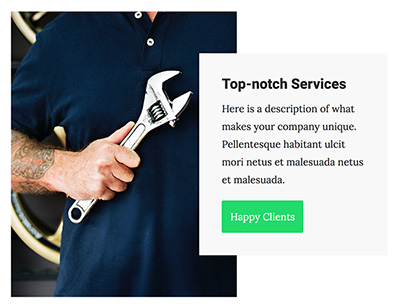 Top-notch Services
Here is a description of what
makes your company unique.
Pellentesque habitant ulcit
mori netus et malesuada netus
et malesuada.
Happy Clients